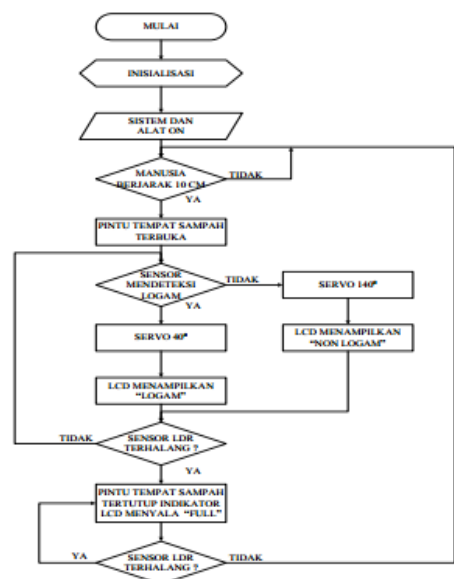 MULAI
INISIALISASI
SISTEM DAN
ALAT ON
MANUSIA
BERJARAK 10 CM
TIDAK
YA
PINTU TEMPAT SAMPAH
TERBUKA
SENSOR
MENDETEKSI
LOGAM
TIDAK
SERVO 140°
YA
SERVO 40°
LCD MENAMPILKAN
"NON LOGAM"
LCD MENAMPILKAN
"LOGAM"
TIDAK
SENSOR LDR
TERHALANG ?
YA
PINTU TEMPAT SAMPAH
TERTUTUP INDIKATOR
LCD MENYALA "FULL"
YA
SENSOR LDR
TERHALANG ?
TIDAK